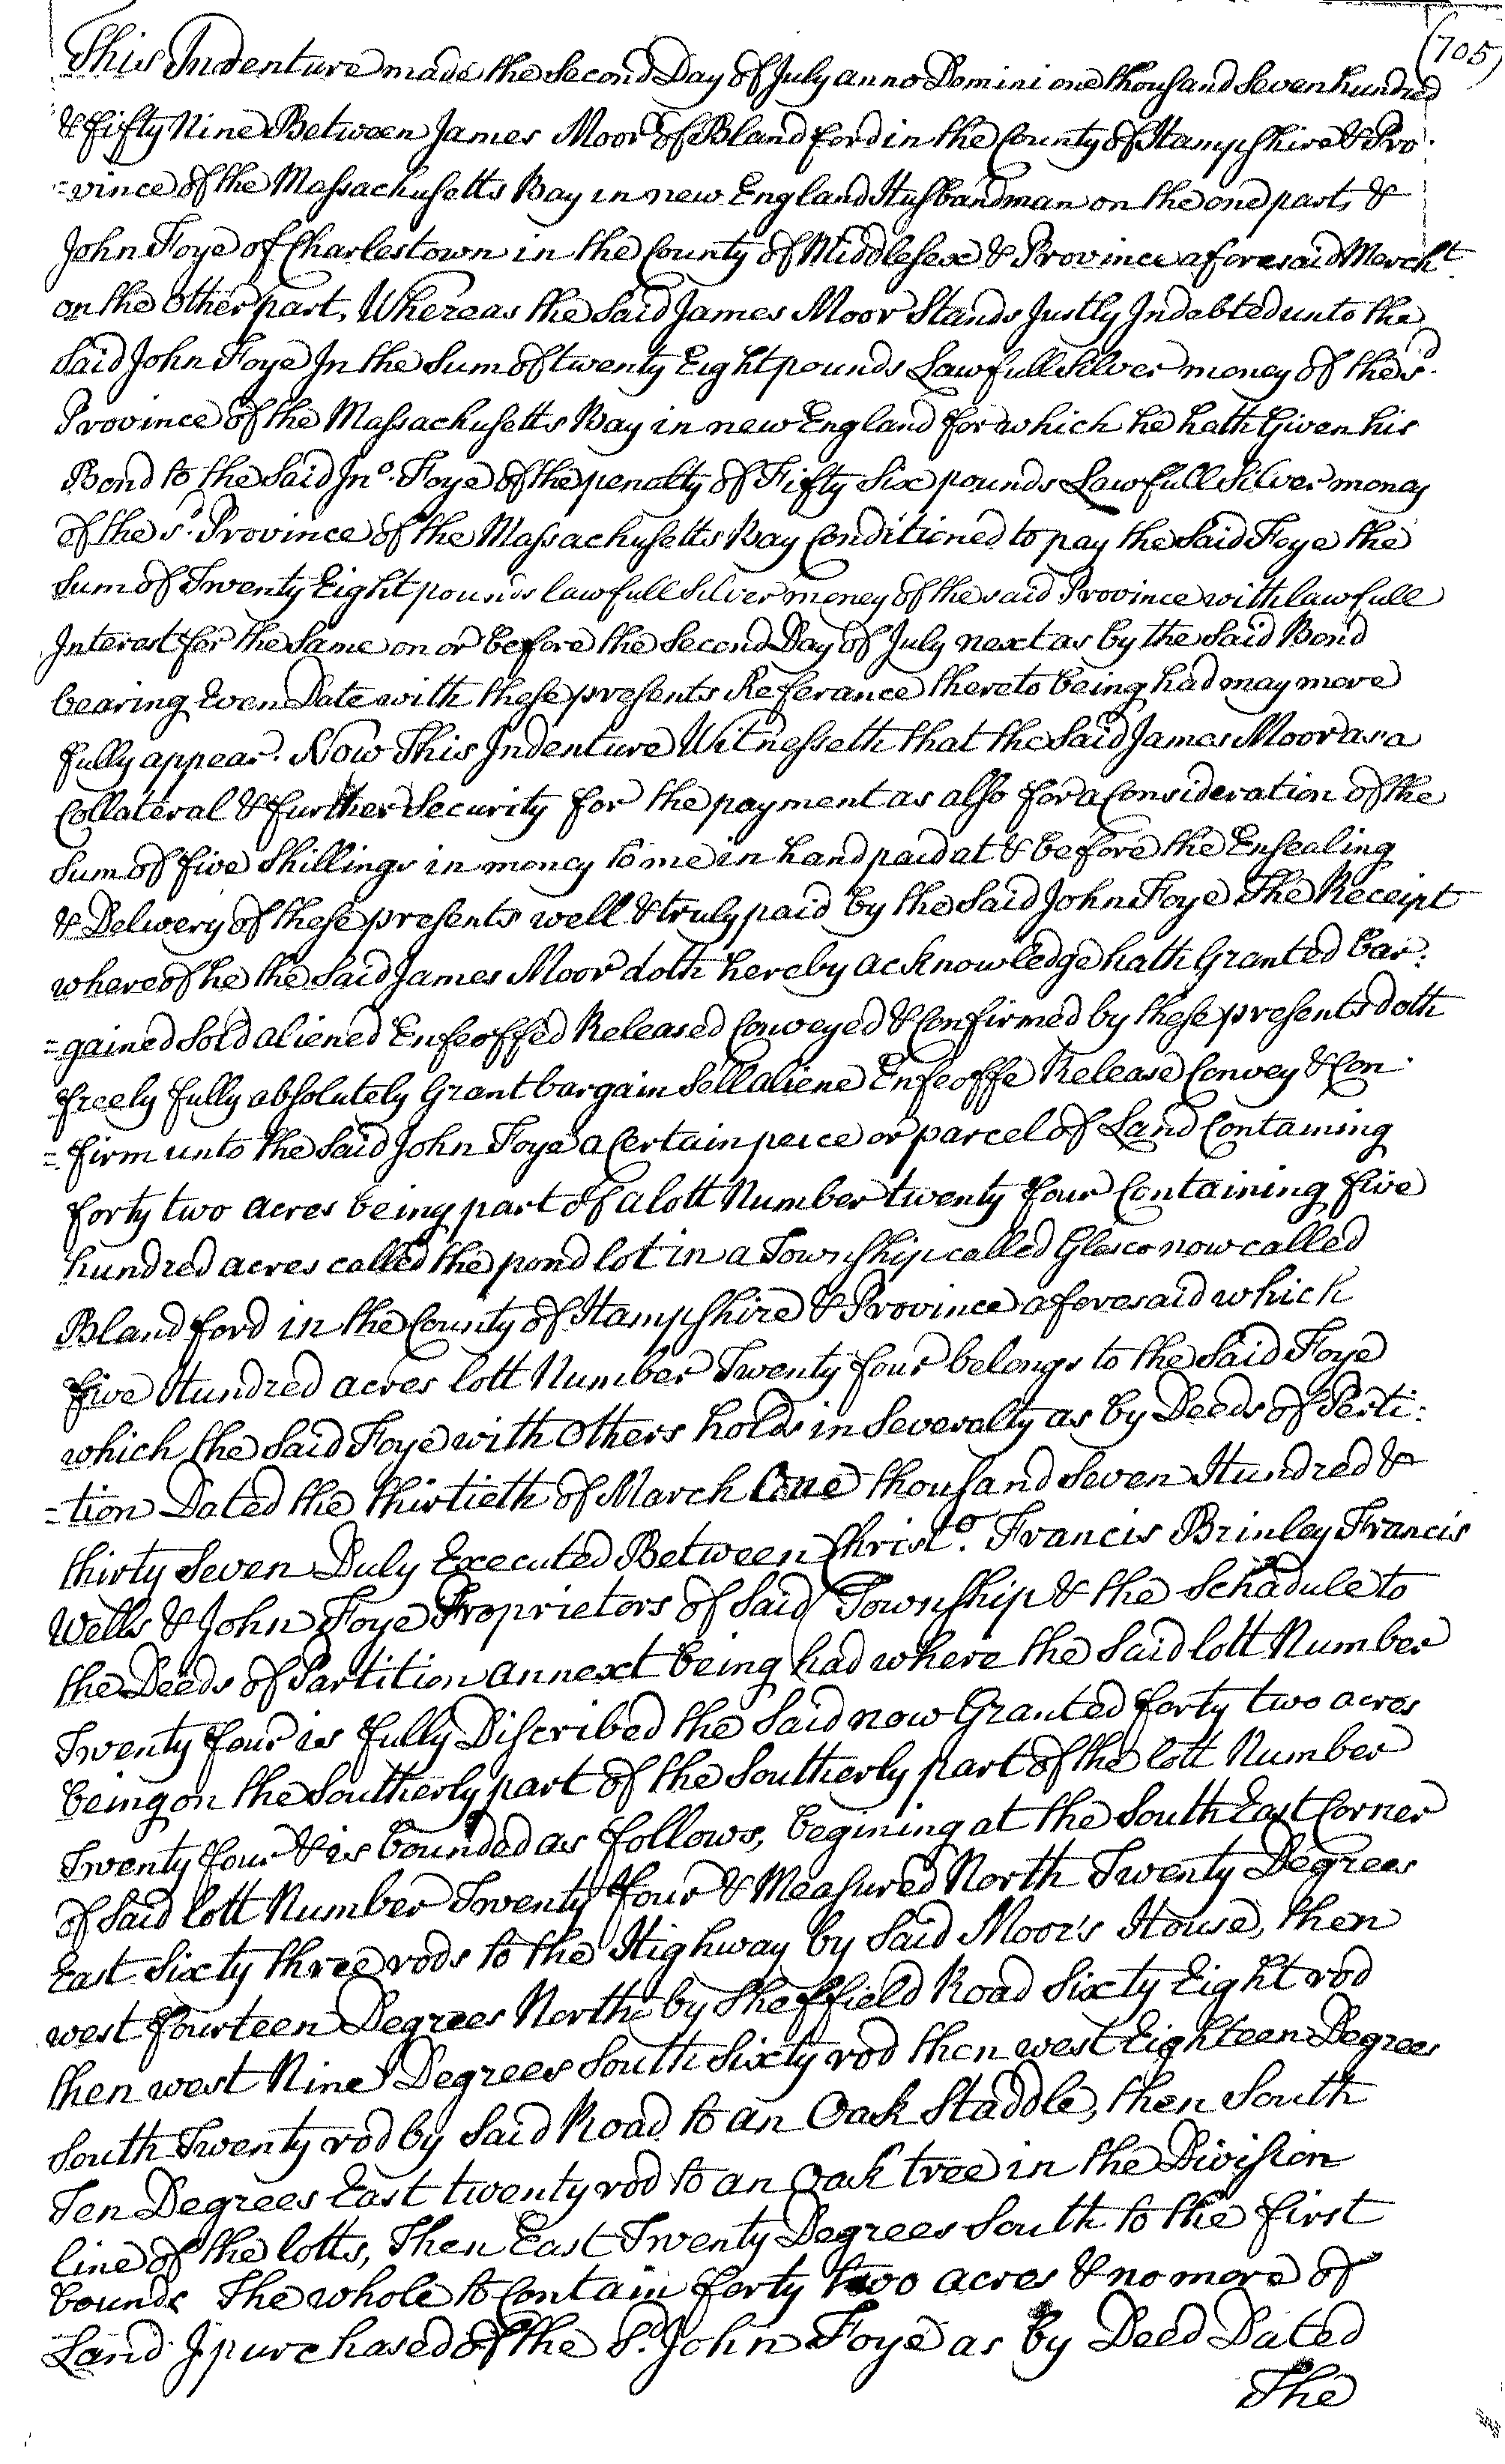 (705)
This Indenture made the Second Day of July anno Domini one thousand Seven hundred
& fifty Nine Between James Moor of Bland ford in the County of Hampshire & Pro-
=vince of the Massachusetts Bay in new England Husbandman on the one part, &
John Foye of Charlestown in the County of Middlesex & Province aforesaid Mercht.
on the Other part, Whereas the Said James Moor Stands Justly Indebted unto the
Said John Foye In the Sum of twenty Eight pounds Lawfull Silver money of the sd.
Province of the Massachusetts Bay in new England for which he hath Given his
Bond to the Said Jno. Foye of the penalty of Fifty Six pounds Lawfull Silver money
of the sd. Province of the Massachusetts Bay Conditioned to pay the Said Foye the
Sum of Twenty Eight pounds lawfull Silver money of the said Province with lawfull
Interest for the Same on or before the Second Day of July next as by the Said Bond
bearing Even Date with these presents Referance thereto being had may more
fully appear. Now This Indenture Witnesseth that the Said James Moor as a
Collateral & further Security for the payment as also for a Consideration of the
Sum of five Shillings in money to me in hand paid at & before the Ensealing
& Delivery of these presents well & truly paid by the Said John Foye The Receipt
whereof he the Said James Moor doth hereby acknowledge hath Granted bar=
=gained Sold aliened Enfeoffed Released Conveyed & Confirmed by these presents doth
freely fully absolutely Grant bargain Sell aliene Enfeoffe Release Convey & Con-
=firm unto the Said John Foye a Certain peice or parcel of Land Containing
forty two acres being part of a lott Number twenty four Containing five
hundred acres called the pond lot in a Township called Glasco now called
Bland ford in the County of Hampshire & Province aforesaid which
five Hundred acres lott Number Twenty four belongs to the Said Foye
which the Said Foye with Others holds in Severalty as by Deeds of Parti=
=tion Dated the thirtieth of March One thousand Seven Hundred &
thirty Seven Duly Executed Between Christo. Francis Brinley Francis
Wells & John Foye Proprietors of Said Township & the Schadule to
the Deeds of Partition annext being had where the Said lott Number
Twenty four is fully Discribed the Said now Granted forty two acres
being on the Southerly part of the Southerly part of the lott Number
Twenty four & is bounded as follows, begining at the South East Corner
of Said lott Number Twenty four & Measured North Twenty Degrees
East Sixty three rods to the Highway by Said Moor's House, then
west fourteen Degrees Northe by Sheffield Road Sixty Eight rod
then west Nine Degrees South Sixty rod then west Eighteen Degrees
South Twenty rod by Said Road to an Oak Staddle, then South
Ten Degrees East twenty rod to an Oak tree in the Division
line of the lotts, Then East Twenty Degrees South to the first
bounds The whole to Contain forty two acres & no more of
Land I purchased of the Sd. John Foye as by Deed Dated
The